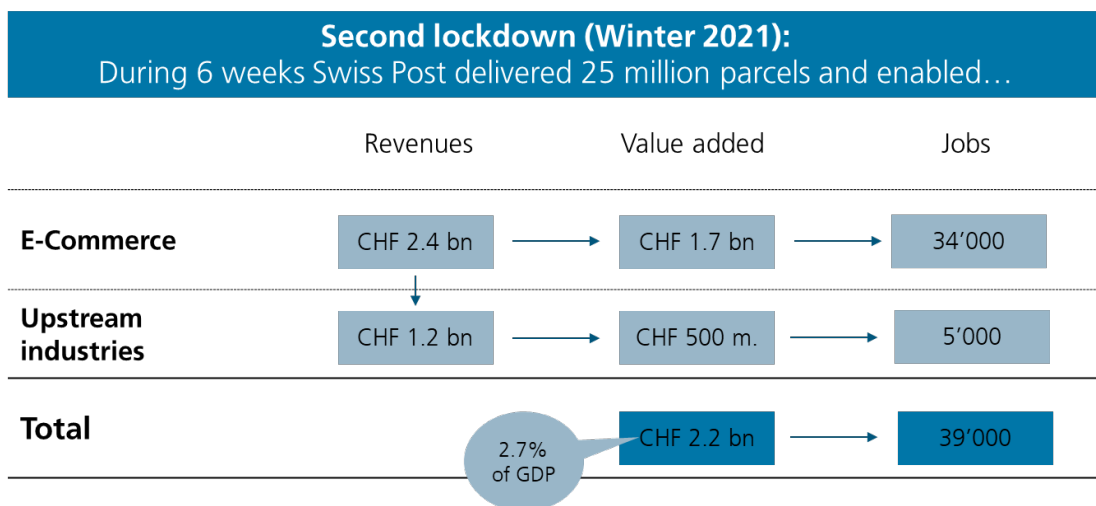 Second lockdown (Winter 2021):
During 6 weeks Swiss Post delivered 25 million parcels and enabled…
Revenues Value added Jobs
E-Commerce CHF 2.4 bn CHF 1.7 bn 34’000
Upstream
industries CHF 1.2 bn CHF 500 m. 5’000
Total CHF 2.2 bn 39’000
2.7%
of GDP